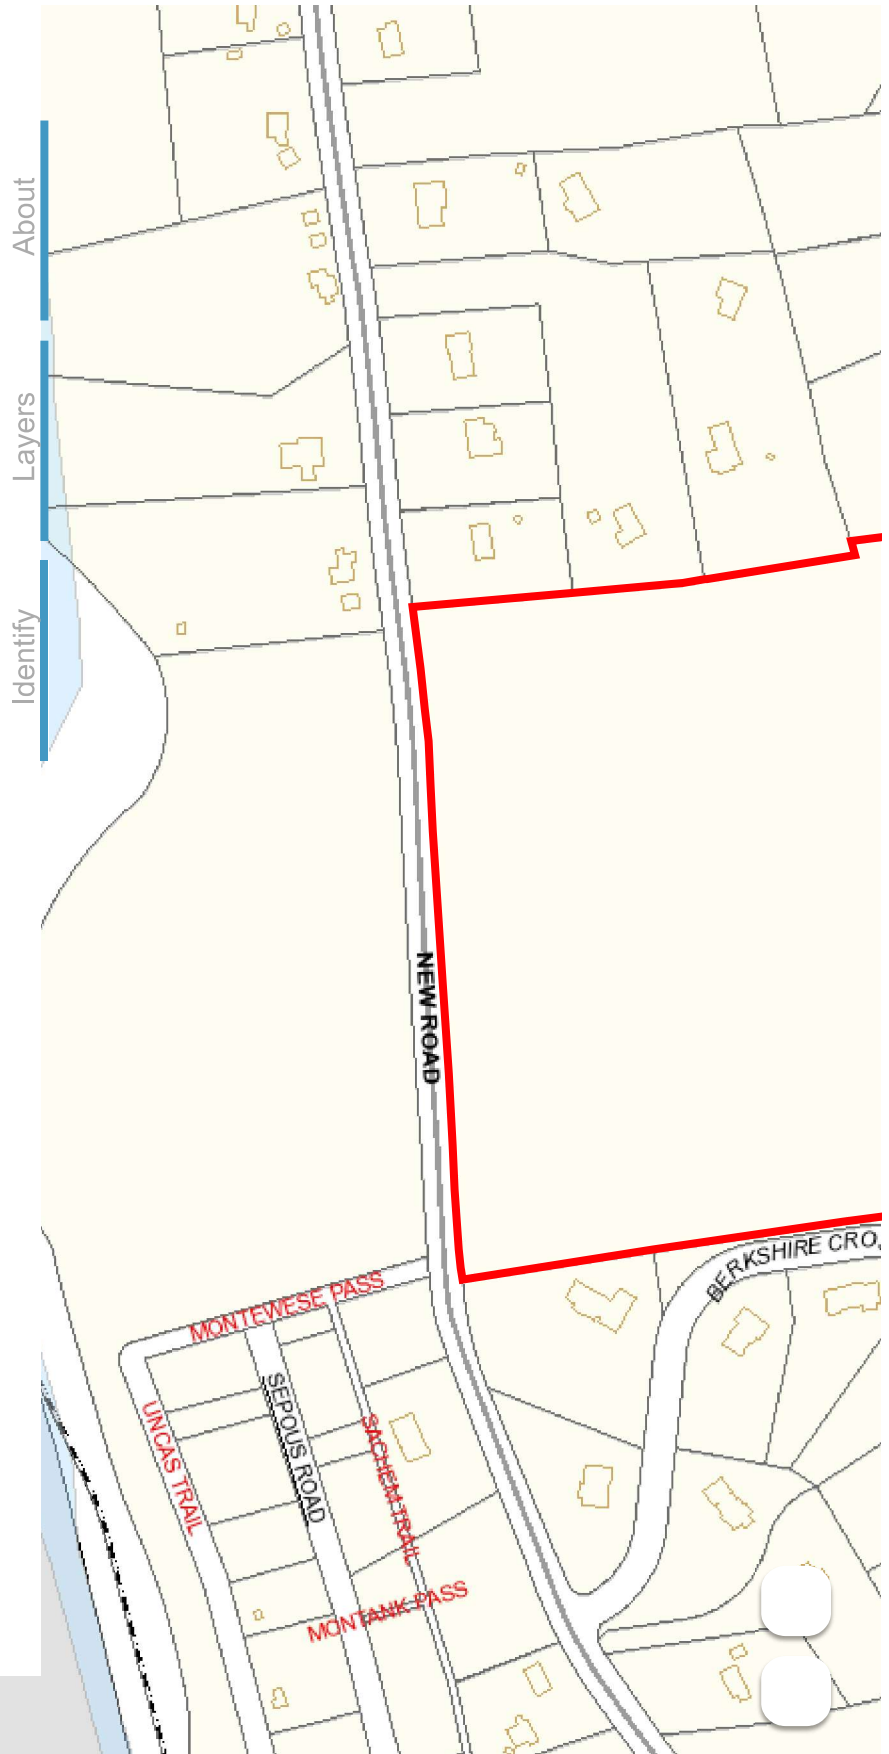 About
Layers
Identify
NEW ROAD
BERKSHIRE CRO
MONTEWESE PASS
UNCAS TRAIL
SEPOUS ROAD
SACHEM TRAIL
MONTANK PASS